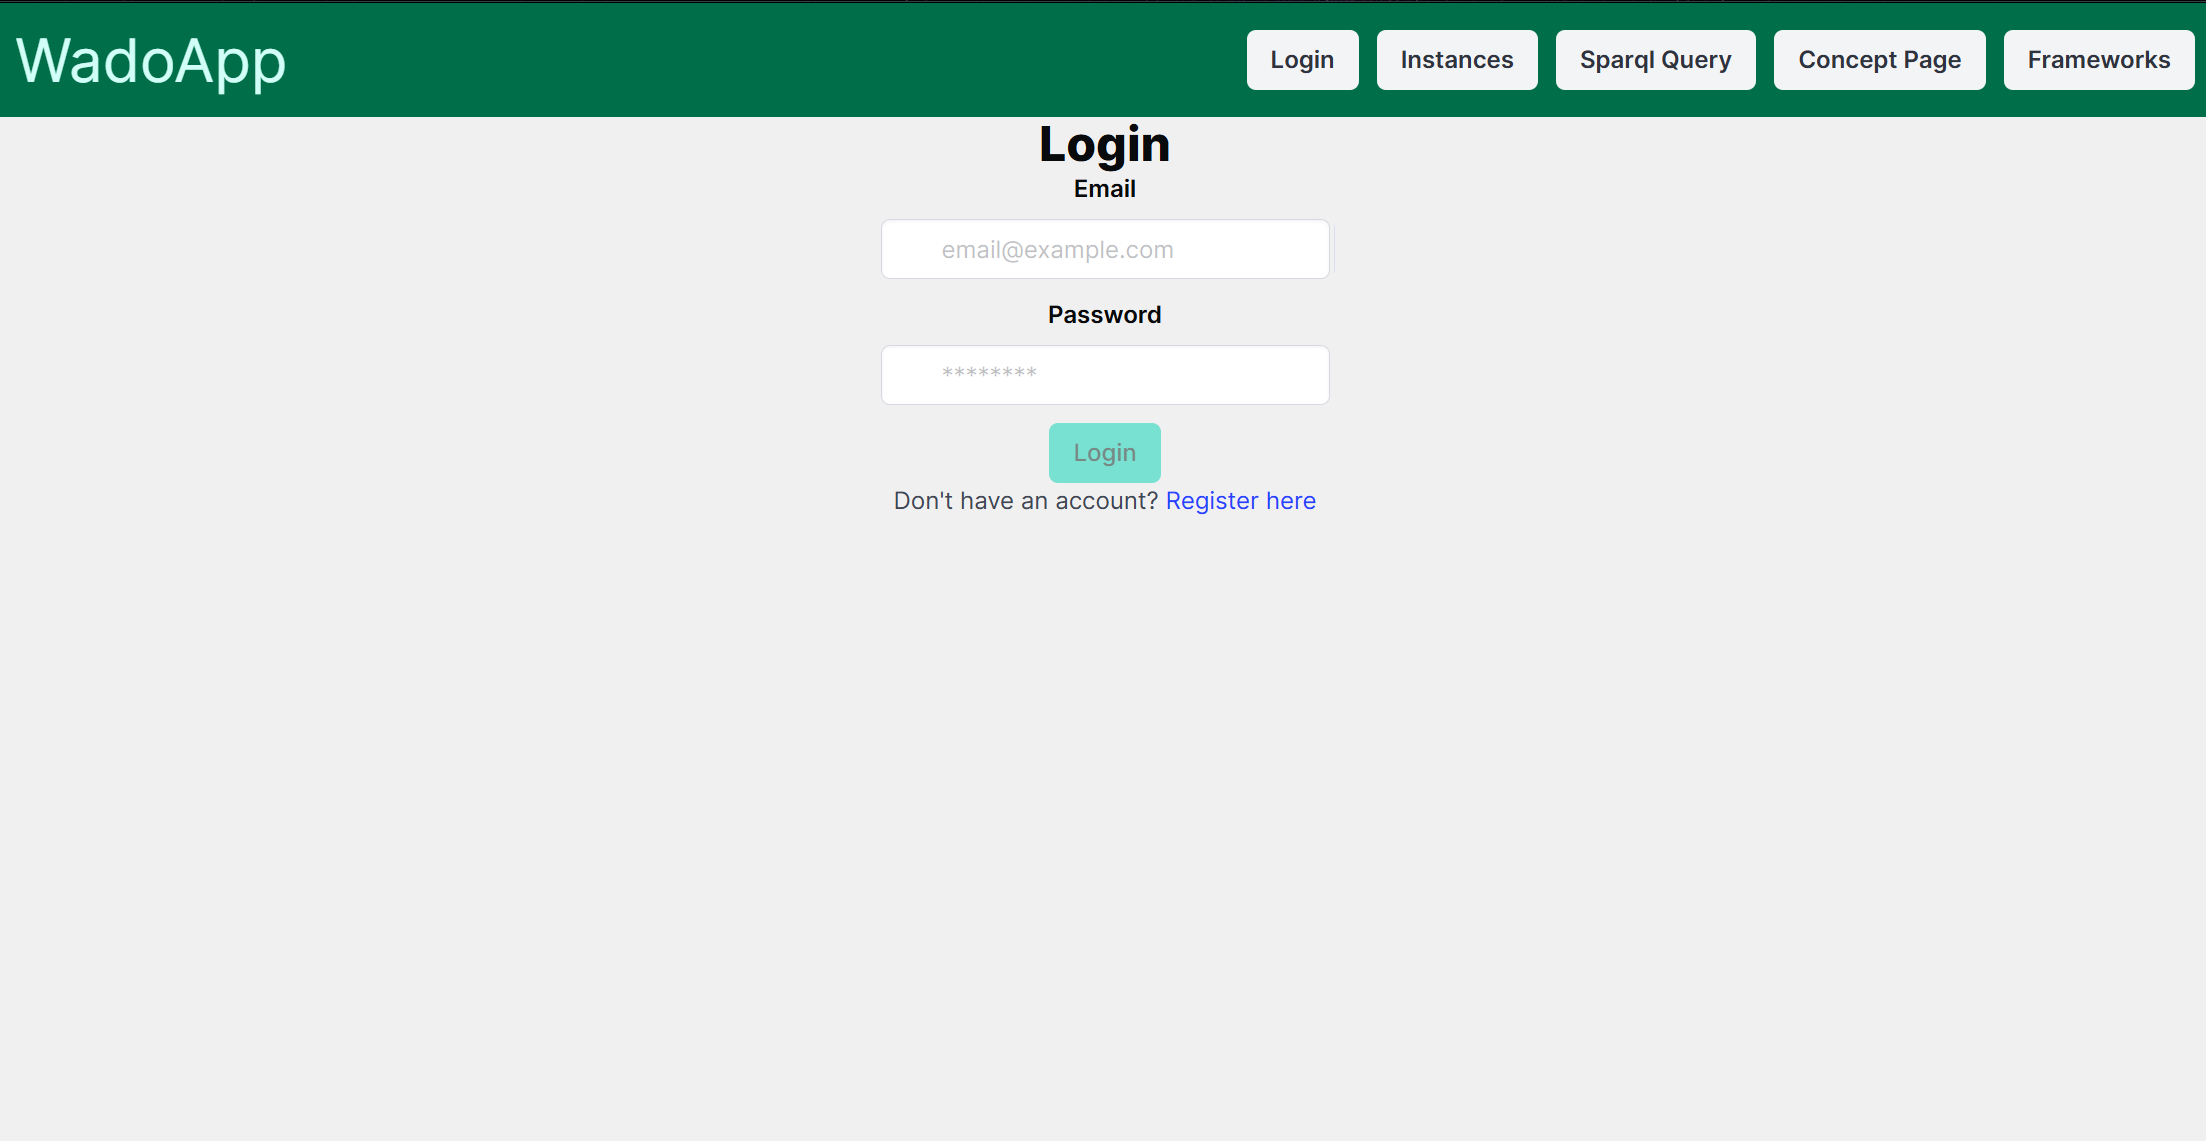 WadoApp
Login Instances Sparql Query Concept Page Frameworks
Login
Email
email@example.com
Password
********
Login
Don't have an account? Register here